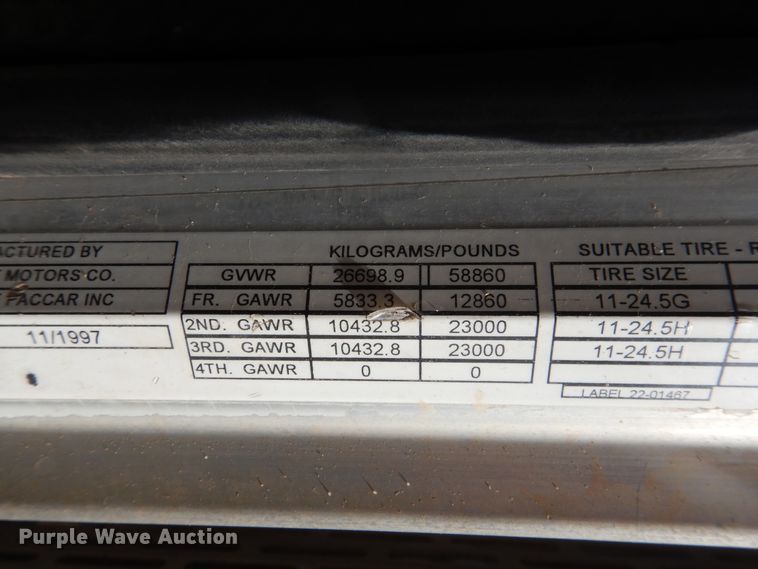 ACTURED BY KILOGRAMS/POUNDS SUITABLE TIRE - R
MOTORS CO. GVWR 26698.9 58860 TIRE SIZE
PACCAR INC FR. GAWR 5833.3 12860 11-24.5G
2ND. GAWR 10432.8 23000 11-24.5H
11/1997 3RD. GAWR 10432.8 23000 11-24.5H
4TH. GAWR 0 0
LABEL 22-01467
Purple Wave Auction